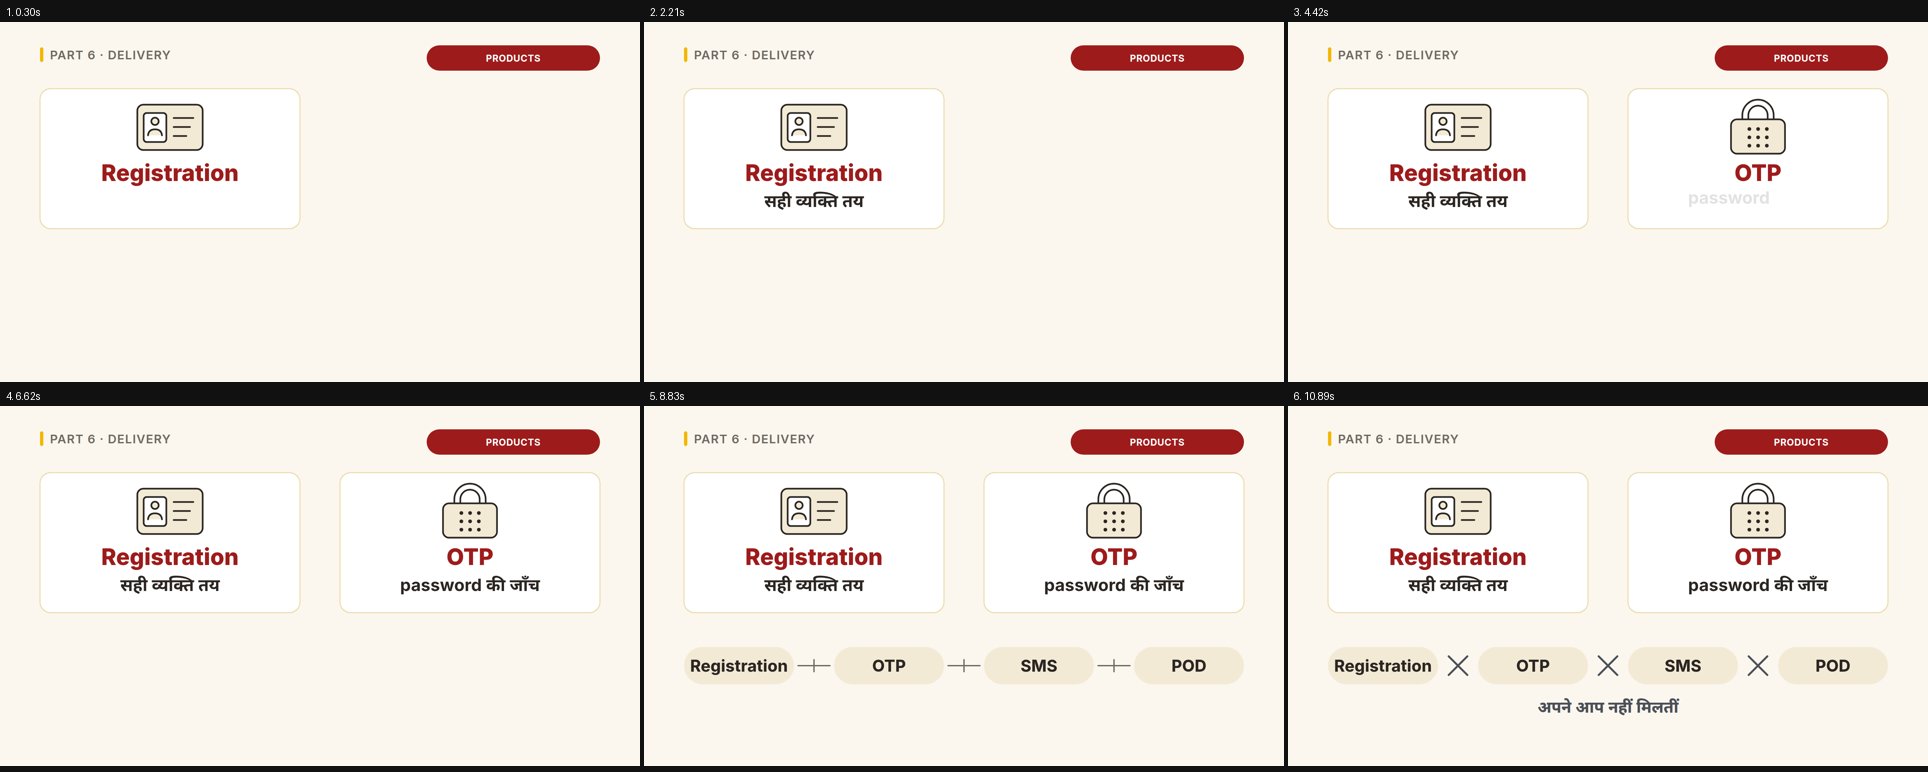 1. 0.30s
PART 6 · DELIVERY
PRODUCTS
Registration
2. 2.21s
PART 6 · DELIVERY
PRODUCTS
Registration
सही व्यक्ति तय
3. 4.42s
PART 6 · DELIVERY
PRODUCTS
Registration
सही व्यक्ति तय
OTP
password
4. 6.62s
PART 6 · DELIVERY
PRODUCTS
Registration
सही व्यक्ति तय
OTP
password की जाँच
5. 8.83s
PART 6 · DELIVERY
PRODUCTS
Registration
सही व्यक्ति तय
OTP
password की जाँच
Registration OTP SMS POD
6. 10.89s
PART 6 · DELIVERY
PRODUCTS
Registration
सही व्यक्ति तय
OTP
password की जाँच
Registration OTP SMS POD
अपने आप नहीं मिलतीं